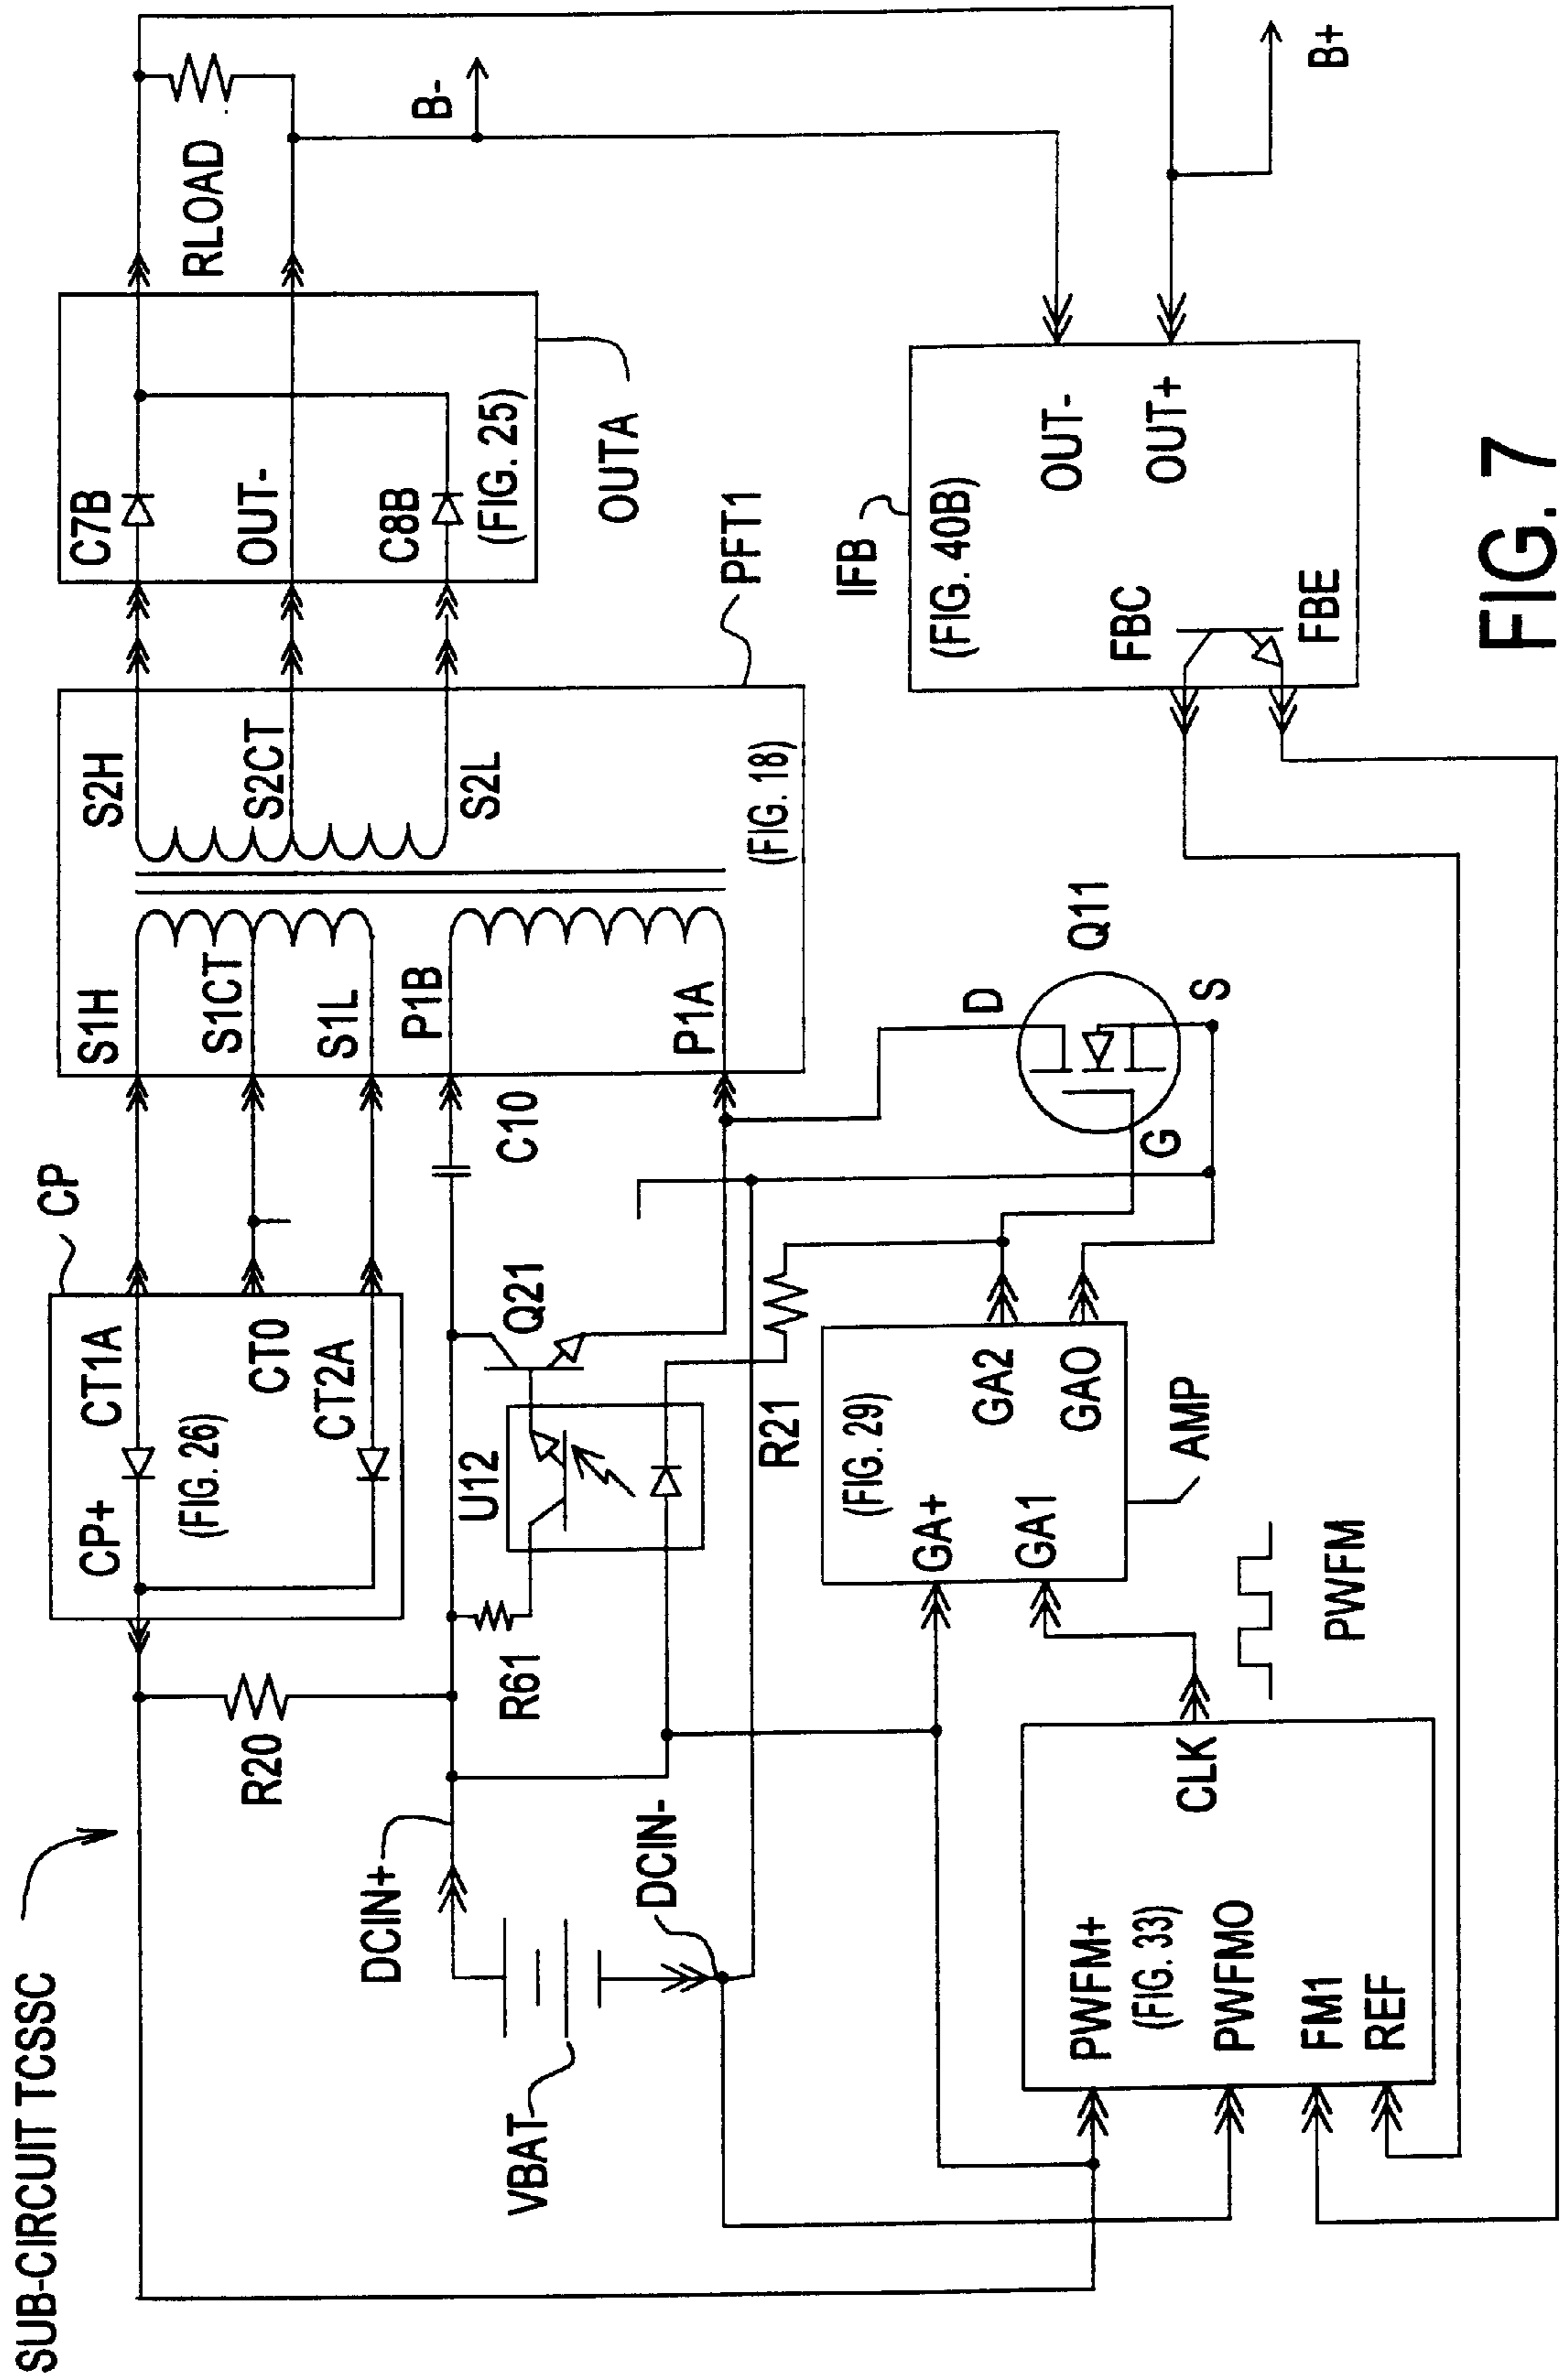 SUB-CIRCUIT TCSSC
CP
CP+
CT1A
(FIG. 26)
CT0
CT2A
S1H
S1CT
S1L
P1B
P1A
S2H
S2CT
S2L
(FIG. 18)
PFT1
C7B
OUT-
C8B
(FIG. 25)
OUTA
RLOAD
B-
B+
R20
DCIN+
R61
U12
Q21
C10
VBAT
DCIN-
R21
D
Q11
G
S
(FIG. 29)
GA+
GA2
GA1
GAO
AMP
PWFM
PWFM+
(FIG. 33)
PWFMO
FM1
REF
CLK
IFB
(FIG. 40B)
OUT-
OUT+
FBC
FBE
FIG. 7